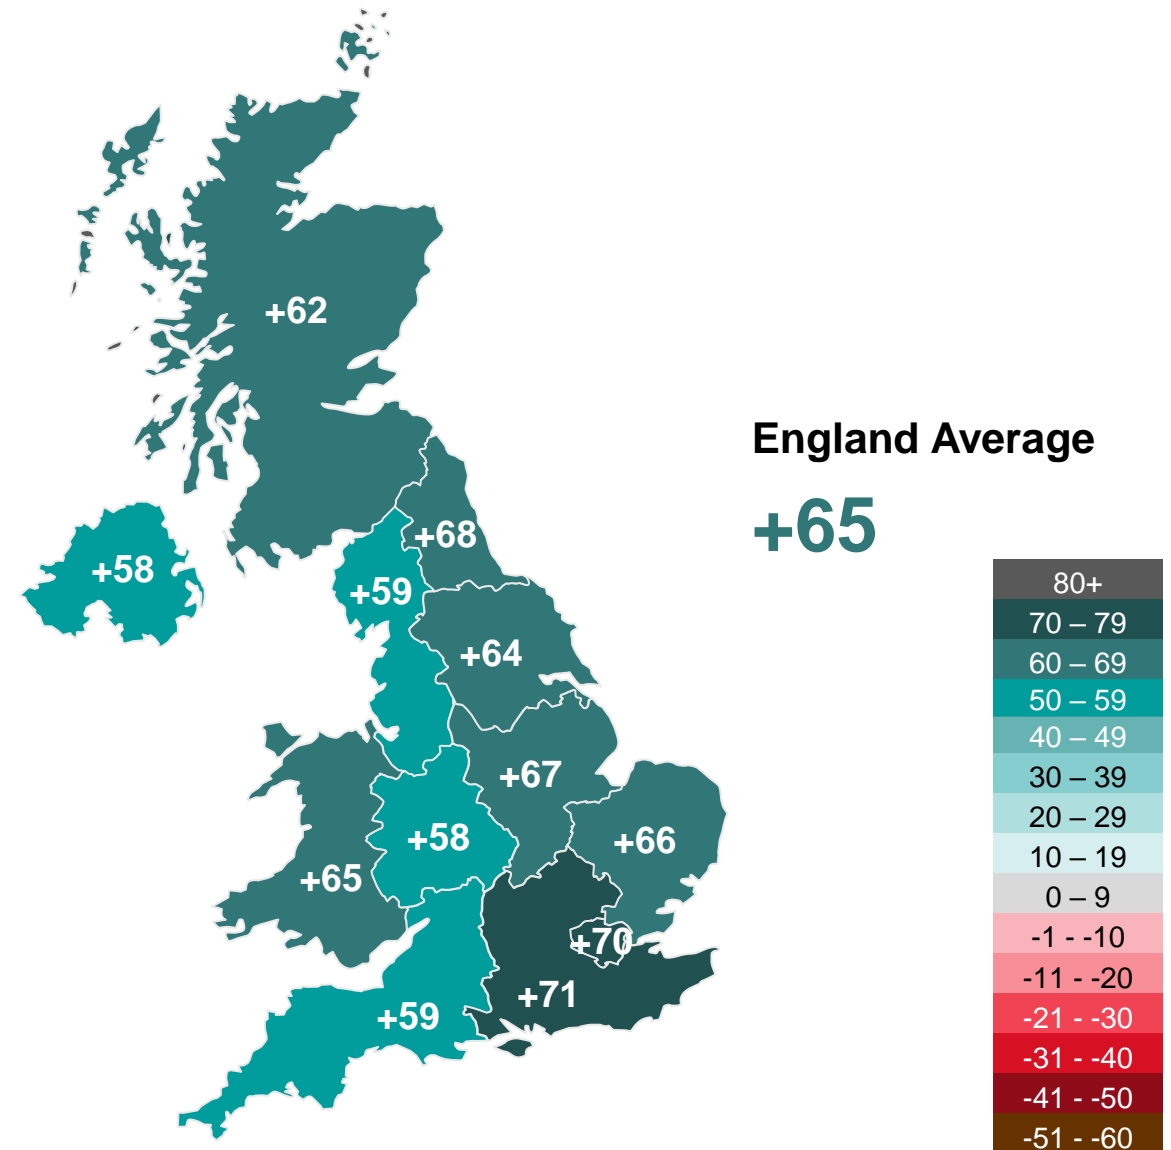 +62
England Average
+65
+68
+58
+59
+64
+67
+58
+66
+65
+70
+71
+59
80+
70 – 79
60 – 69
50 – 59
40 – 49
30 – 39
20 – 29
10 – 19
0 – 9
-1 - -10
-11 - -20
-21 - -30
-31 - -40
-41 - -50
-51 - -60